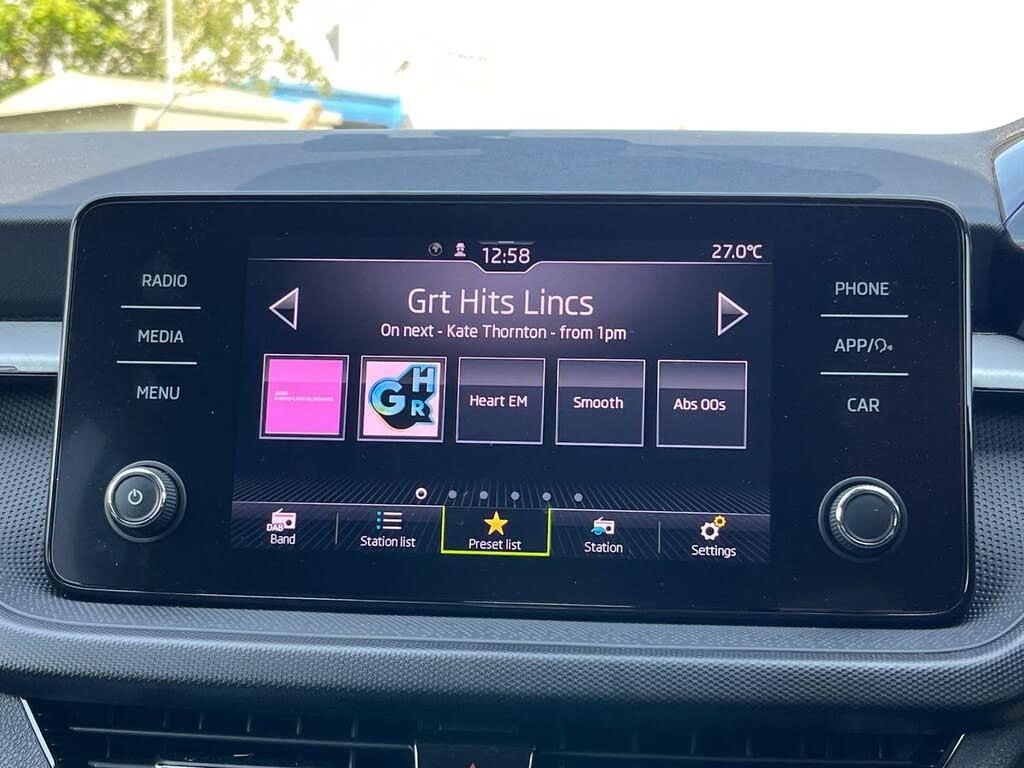 RADIO
MEDIA
MENU
12:58
27.0°C
Grt Hits Lincs
On next - Kate Thornton - from 1pm
GHR
Heart EM
Smooth
Abs 00s
DAB
Band
Station list
Preset list
Station
Settings
PHONE
APP/
CAR